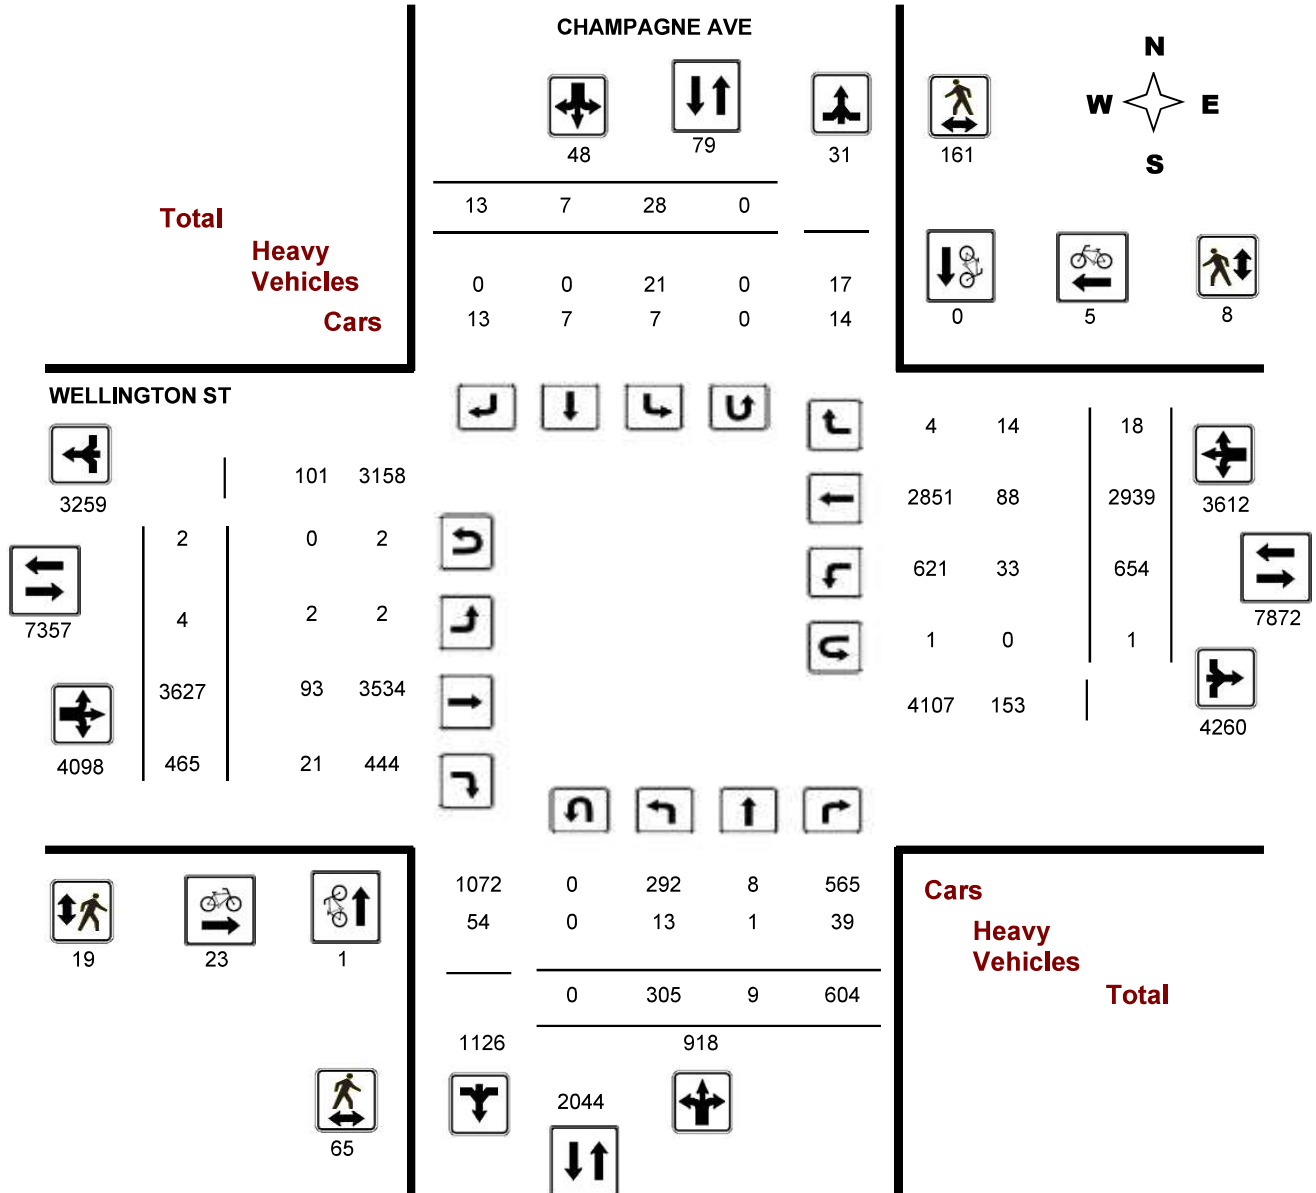 CHAMPAGNE AVE
N
W E
S
48 79 31 161
13 7 28 0
Total
Heavy
Vehicles
0 0 21 0 17
Cars
13 7 7 0 14
0 5 8
WELLINGTON ST
4 14 18
101 3158
3259
2851 88 2939 3612
2 0 2
621 33 654
7357
4 2 2
7872
1 0 1
3627 93 3534
4107 153
4260
4098 465 21 444
1072 0 292 8 565
54 0 13 1 39
Cars
Heavy
Vehicles
Total
19 23 1
0 305 9 604
1126 918
2044
65